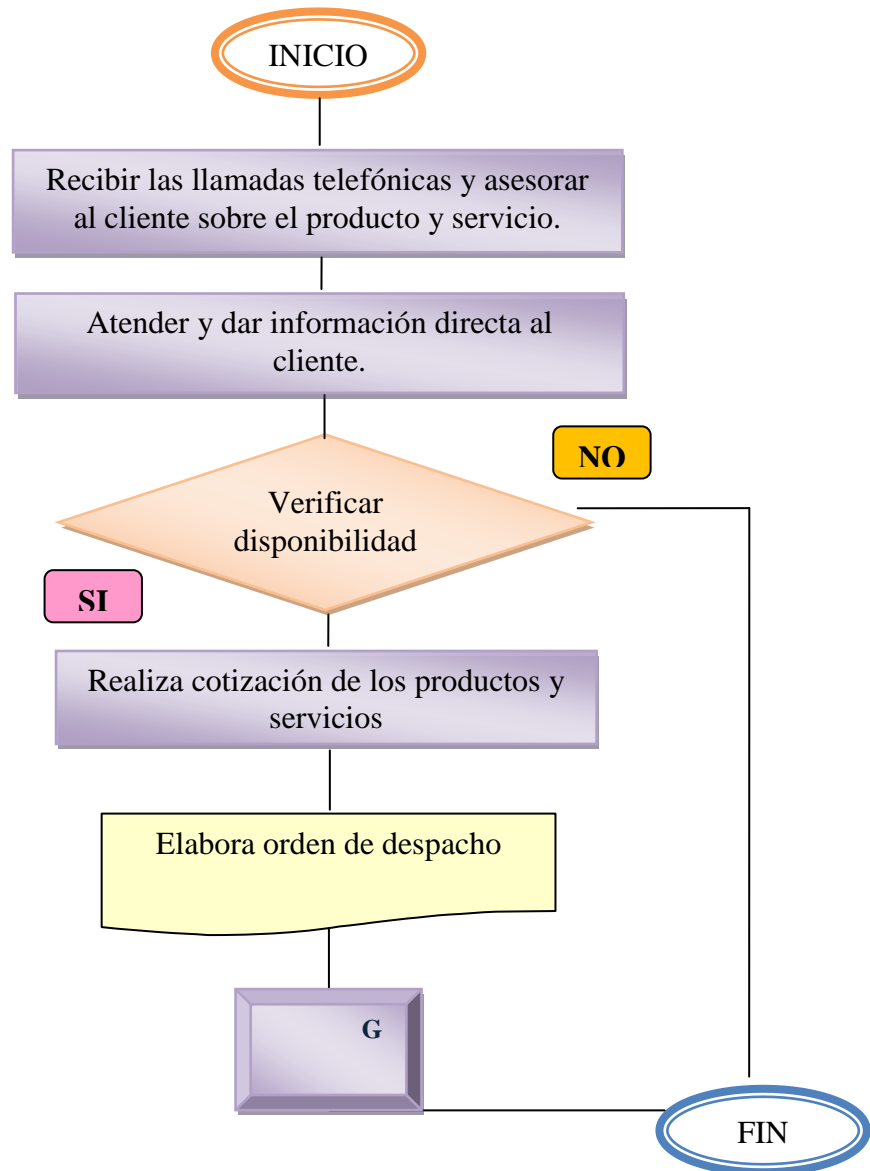 INICIO
Recibir las llamadas telefónicas y asesorar
al cliente sobre el producto y servicio.
Atender y dar información directa al
cliente.
NO
Verificar
disponibilidad
SI
Realiza cotización de los productos y
servicios
Elabora orden de despacho
G
FIN